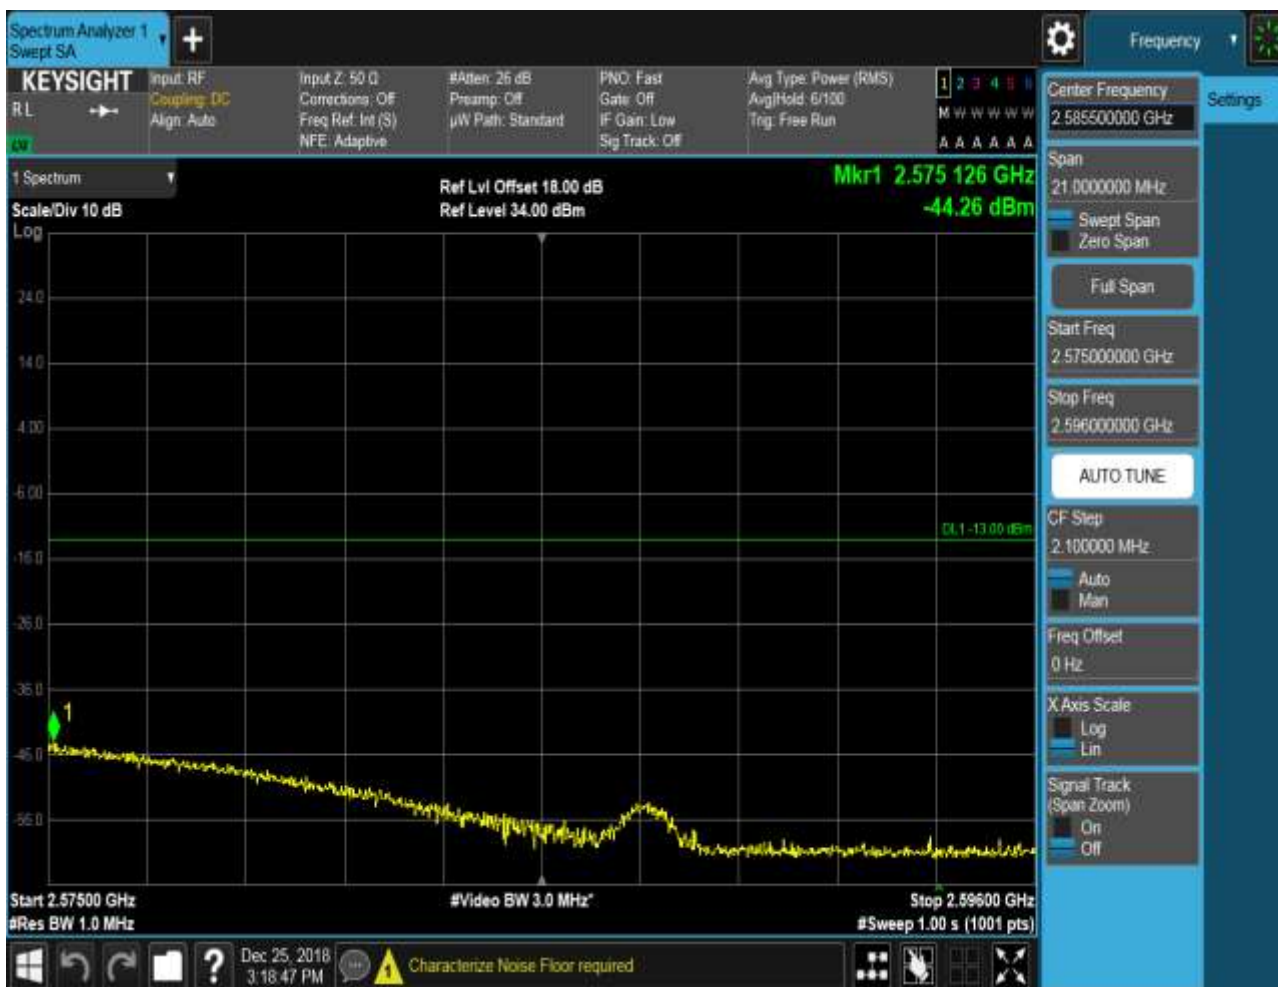 Spectrum Analyzer 1
Swept SA
Frequency
KEYSIGHT
R L
Input: RF
Coupling: DC
Align: Auto
Input Z: 50 Ω
Corrections: Off
Freq Ref: Int (S)
NFE: Adaptive
#Atten: 26 dB
Preamp: Off
µW Path: Standard
PNO: Fast
Gate: Off
IF Gain: Low
Sig Track: Off
Avg Type: Power (RMS)
Avg|Hold: 6/100
Trig: Free Run
1 2 3 4 5 6
M W W W W W
A A A A A A
Center Frequency
2.585500000 GHz
Settings
Span
21.0000000 MHz
Swept Span
Zero Span
Full Span
Start Freq
2.575000000 GHz
Stop Freq
2.596000000 GHz
AUTO TUNE
CF Step
2.100000 MHz
Auto
Man
Freq Offset
0 Hz
X Axis Scale
Log
Lin
Signal Track
(Span Zoom)
On
Off
1 Spectrum
Scale/Div 10 dB
Log
Ref Lvl Offset 18.00 dB
Ref Level 34.00 dBm
Mkr1 2.575 126 GHz
-44.26 dBm
24.0
14.0
4.00
-6.00
DL1 -13.00 dBm
-16.0
-26.0
-36.0
1
-46.0
-56.0
Start 2.57500 GHz
#Video BW 3.0 MHz*
Stop 2.59600 GHz
#Res BW 1.0 MHz
#Sweep 1.00 s (1001 pts)
?
Dec 25, 2018
3:18:47 PM
1
Characterize Noise Floor required